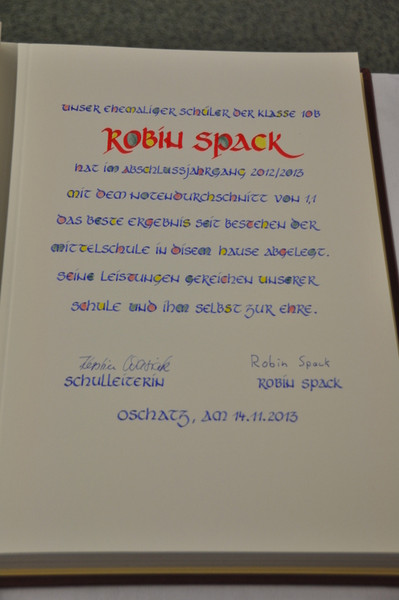 UNSER EHEMALIGER SCHÜLER DER KLASSE 10B
ROBIN SPACK
HAT IM ABSCHLUSSJAHRGANG 2012/2013
MIT DEM NOTENDURCHSCHNITT VON 1,1
DAS BESTE ERGEBNIS SEIT BESTEHEN DER
MITTELSCHULE IN DISEM HAUSE ABGELEGT.
SEINE LEISTUNGEN GEREICHEN UNSERER
SCHULE UND IHM SELBST ZUR EHRE.
Kerstin Robin Spack
SCHULLEITERIN ROBIN SPACK
OSCHATZ, AM 14.11.2013